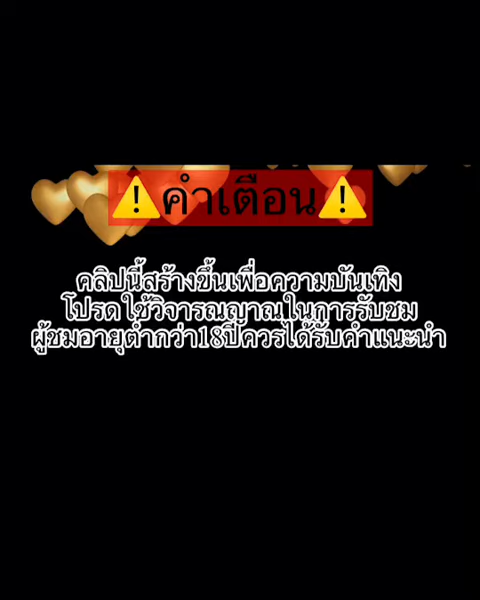 ⚠️คำเตือน⚠️
คลิปนี้สร้างขึ้นเพื่อความบันเทิง
โปรดใช้วิจารณญาณในการรับชม
ผู้ชมอายุต่ำกว่า18ปีควรได้รับคำแนะนำ